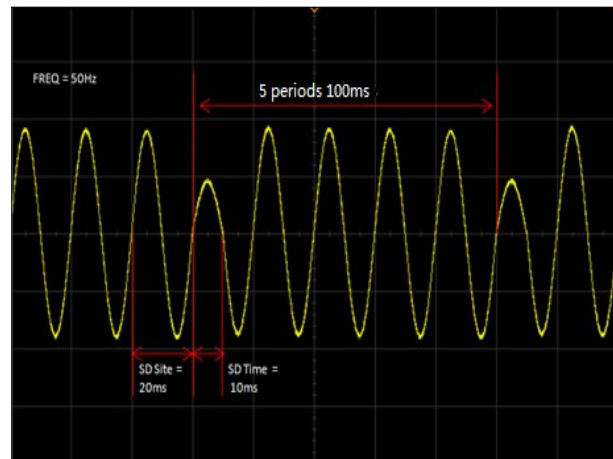 FREQ = 50Hz
5 periods 100ms
SD Site =
20ms
SD Time =
10ms